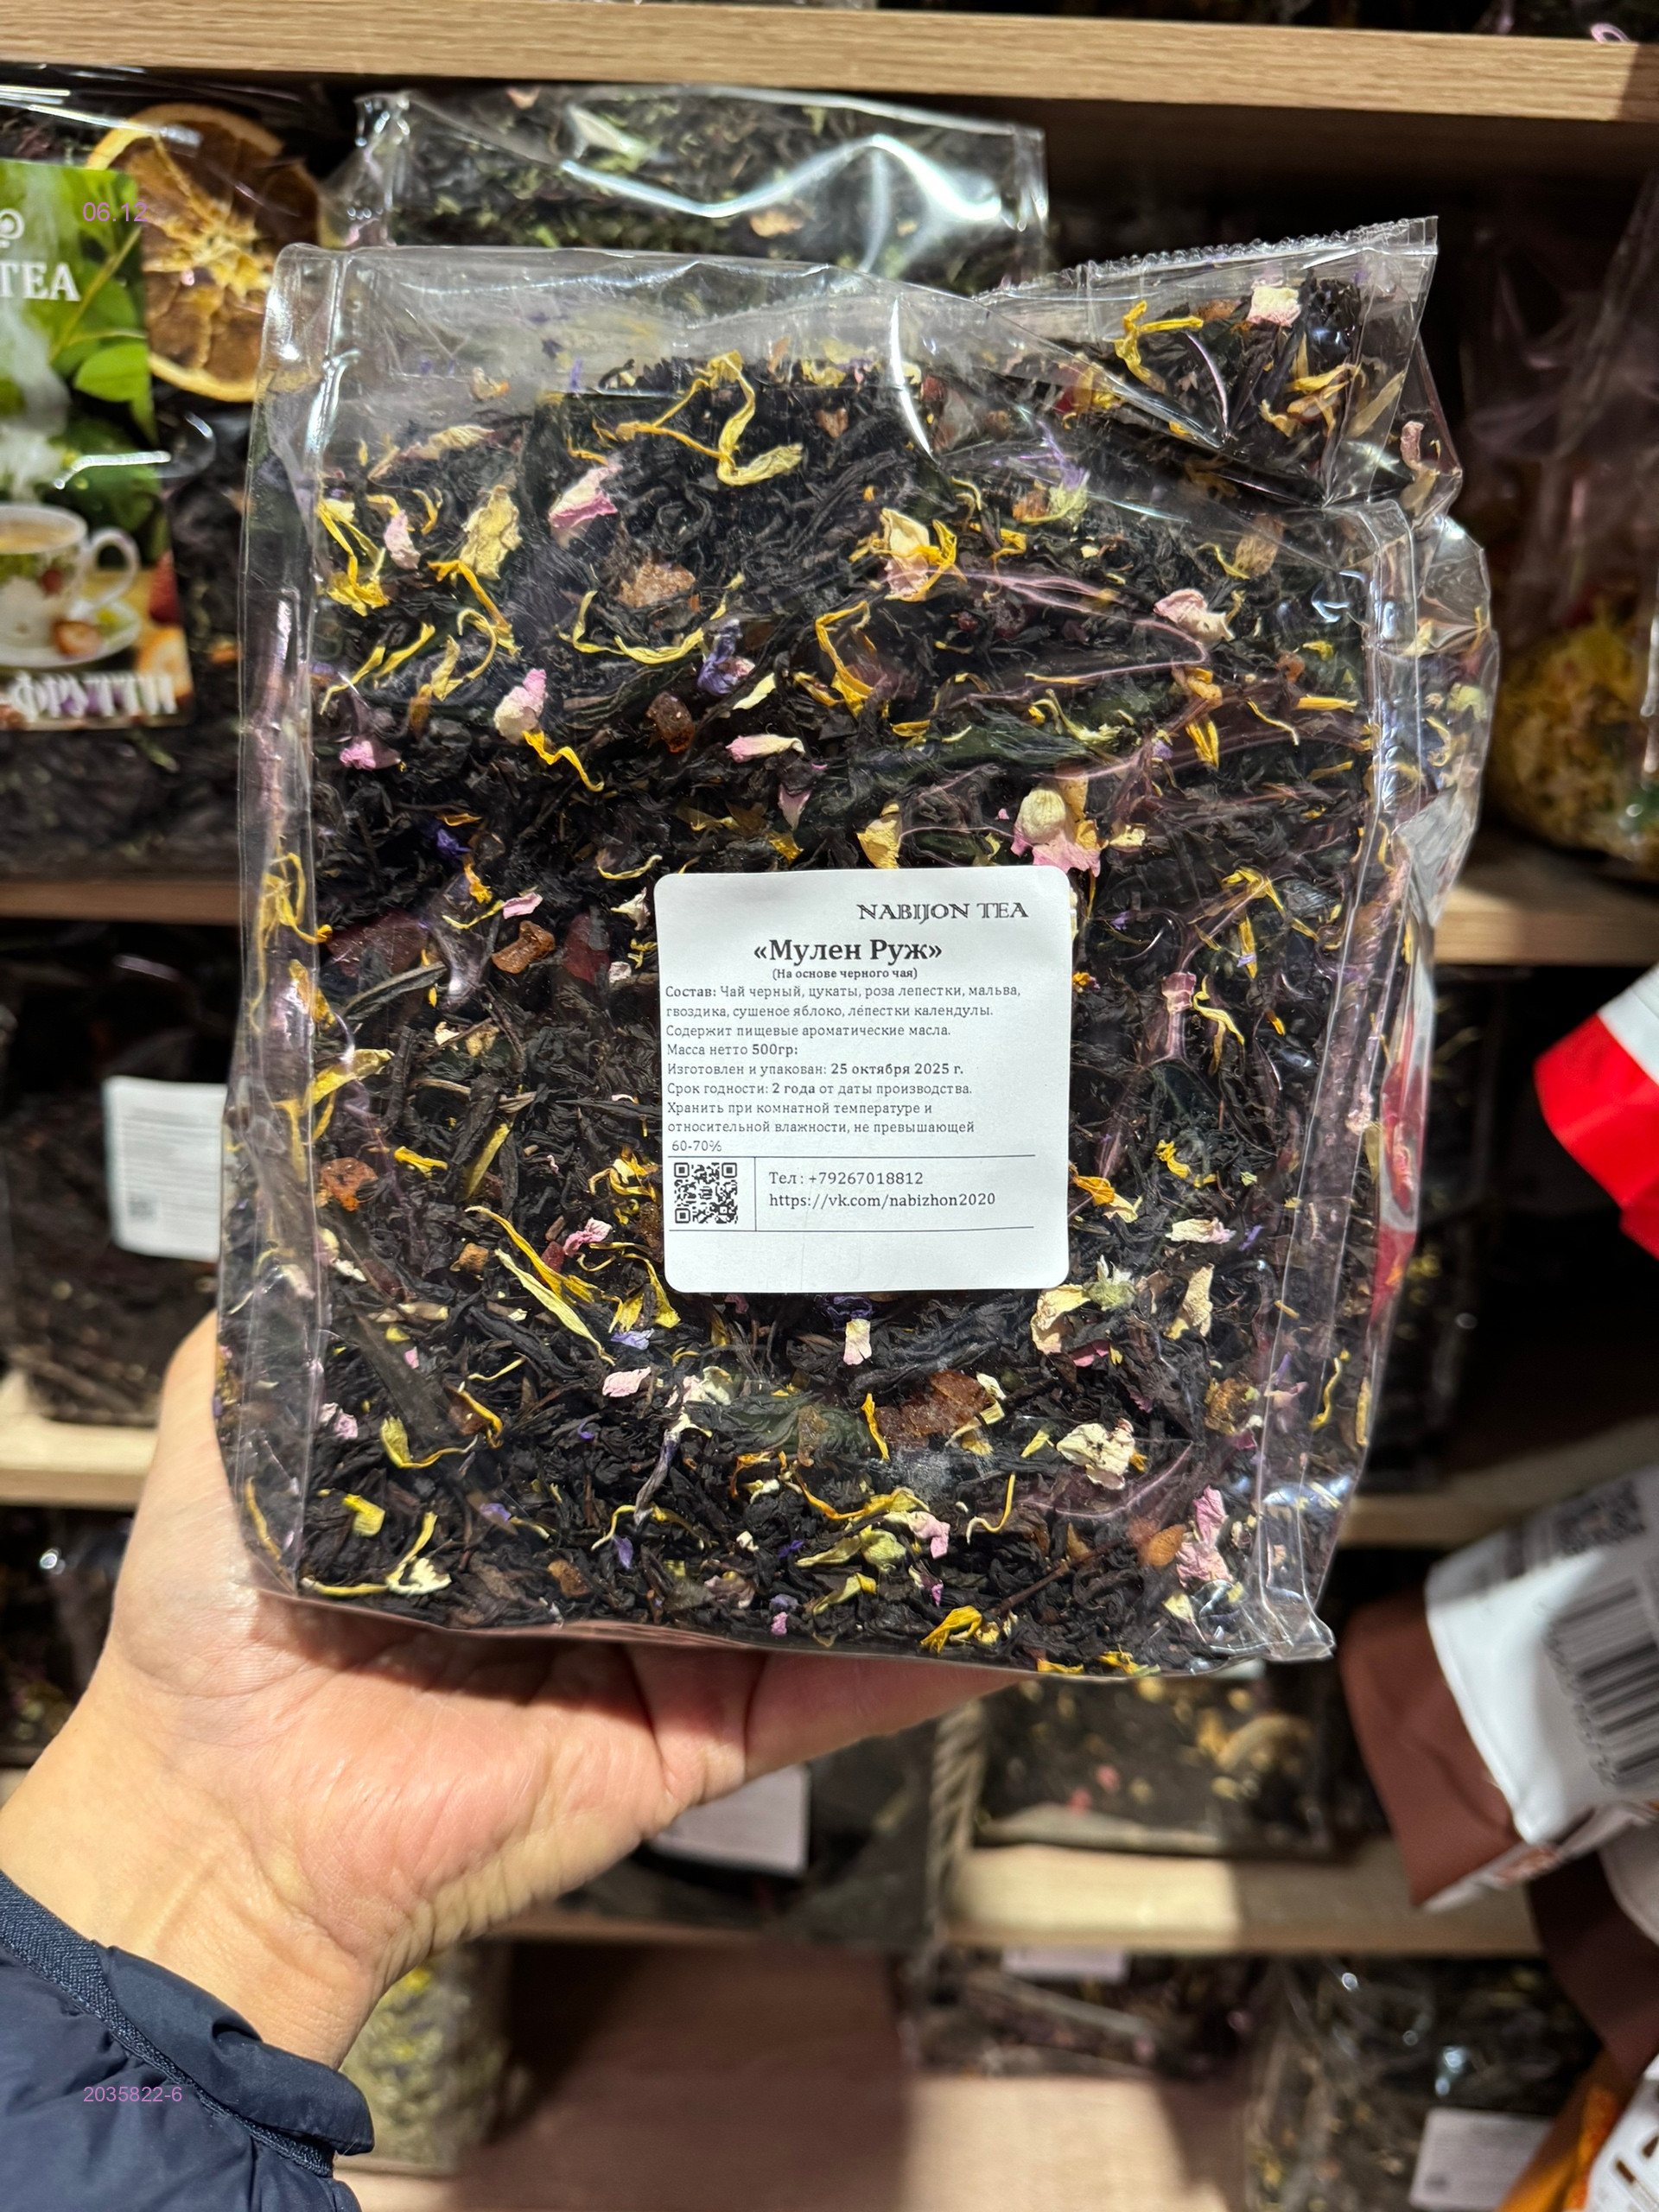 06.12
TEA
NABIJON TEA
«Мулен Руж»
(На основе черного чая)
Состав: Чай черный, цукаты, роза лепестки, мальва,
гвоздика, сушеное яблоко, лепестки календулы.
Содержит пищевые ароматические масла.
Масса нетто 500гр:
Изготовлен и упакован: 25 октября 2025 г.
Срок годности: 2 года от даты производства.
Хранить при комнатной температуре и
относительной влажности, не превышающей
60-70%
Тел: +79267018812
https://vk.com/nabizhon2020
2035822-6